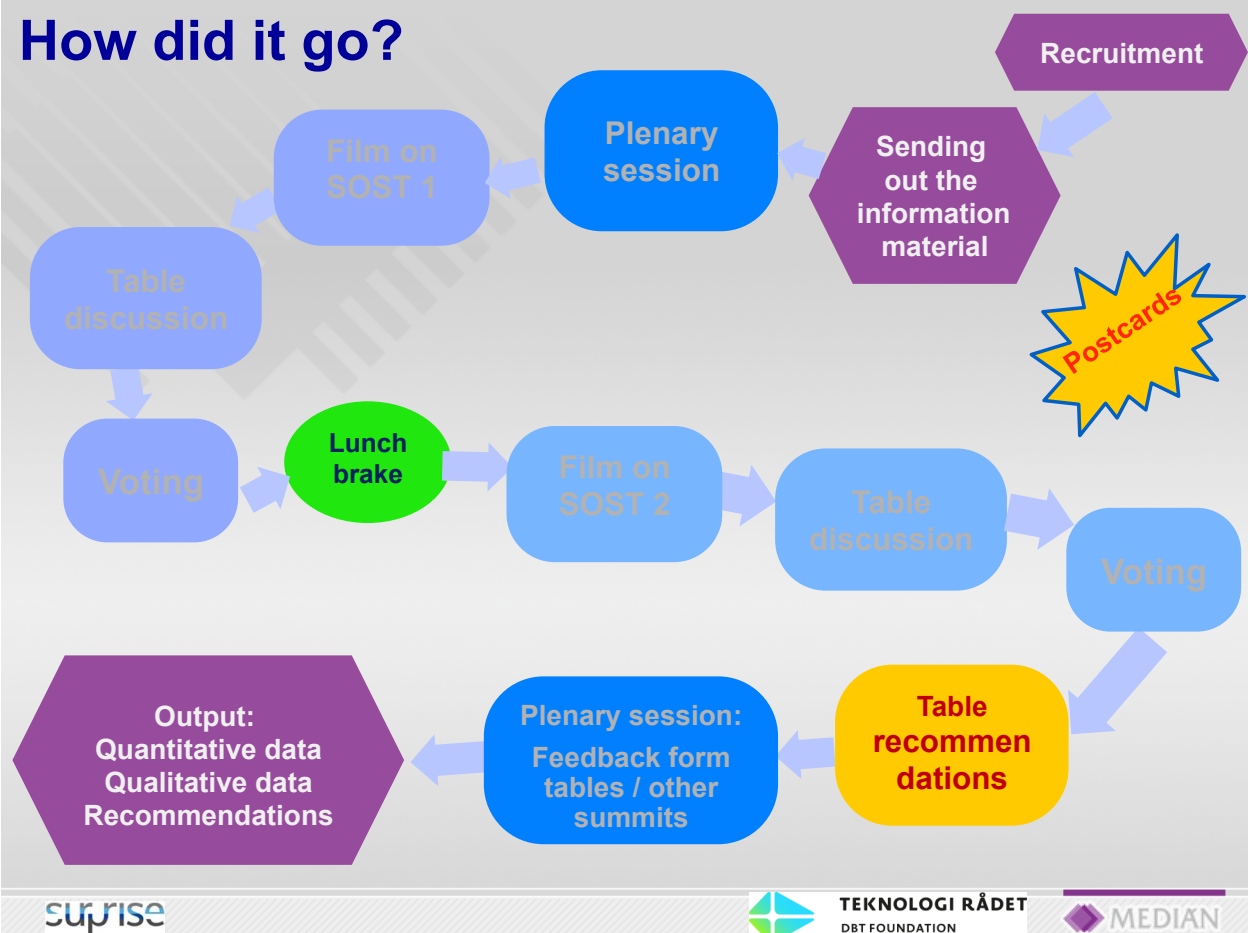 How did it go?
Recruitment
Sending
out the
information
material
Plenary
session
Film on
SOST 1
Table
discussion
Voting
Lunch
brake
Film on
SOST 2
Table
discussion
Voting
Postcards
Table
recommen
dations
Plenary session:
Feedback form
tables / other
summits
Output:
Quantitative data
Qualitative data
Recommendations
surprise
TEKNOLOGI RÅDET
DBT FOUNDATION
MEDIAN